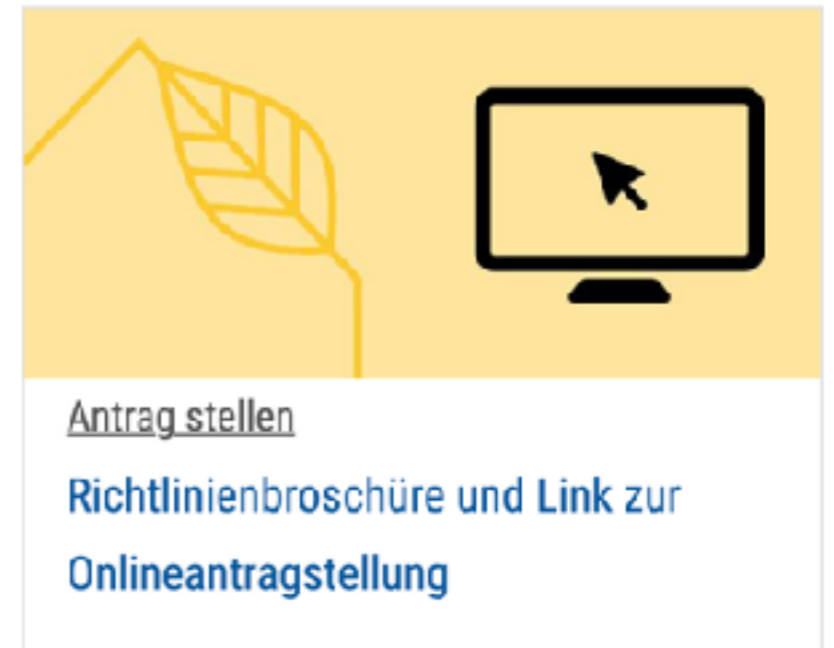 Antrag stellen
Richtlinienbroschüre und Link zur
Onlineantragstellung